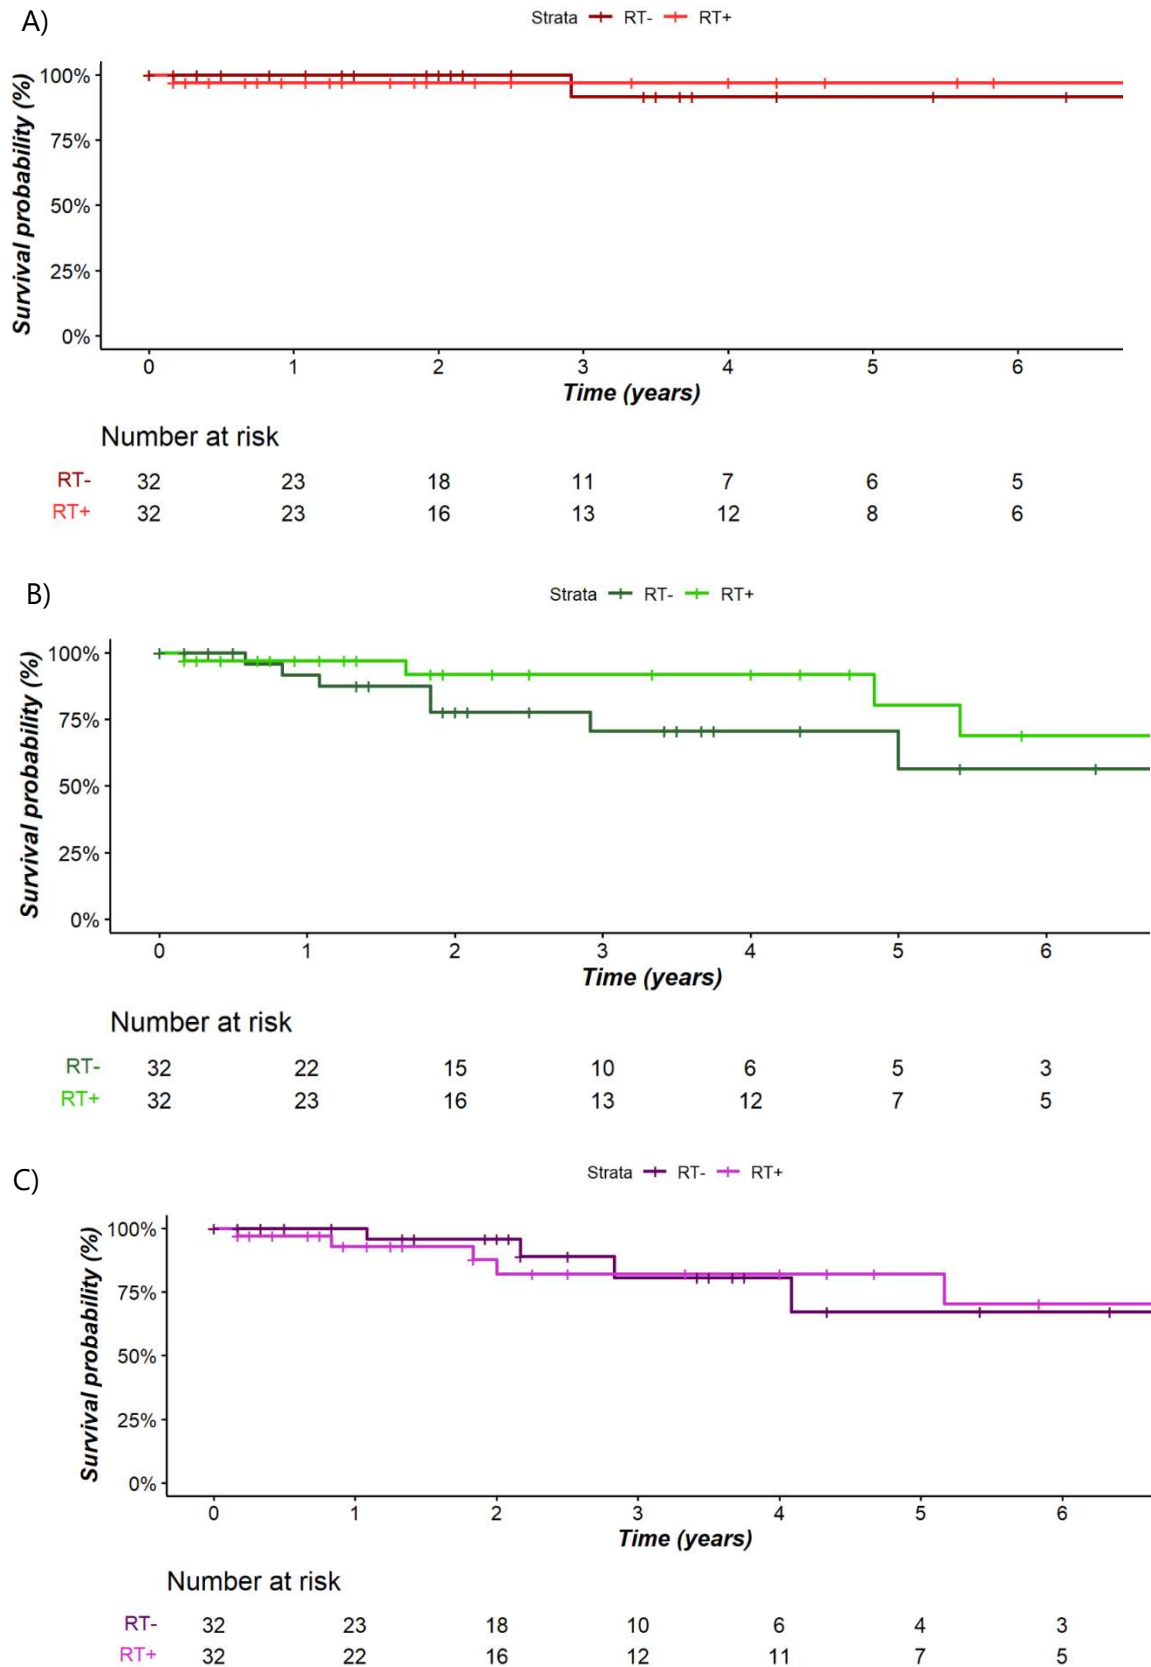 A)
Strata RT- RT+
Survival probability (%)
100%
75%
50%
25%
0%
0 1 2 3 4 5 6
Time (years)
Number at risk
RT- 32 23 18 11 7 6 5
RT+ 32 23 16 13 12 8 6
B)
Strata RT- RT+
Survival probability (%)
100%
75%
50%
25%
0%
0 1 2 3 4 5 6
Time (years)
Number at risk
RT- 32 22 15 10 6 5 3
RT+ 32 23 16 13 12 7 5
C)
Strata RT- RT+
Survival probability (%)
100%
75%
50%
25%
0%
0 1 2 3 4 5 6
Time (years)
Number at risk
RT- 32 23 18 10 6 4 3
RT+ 32 22 16 12 11 7 5